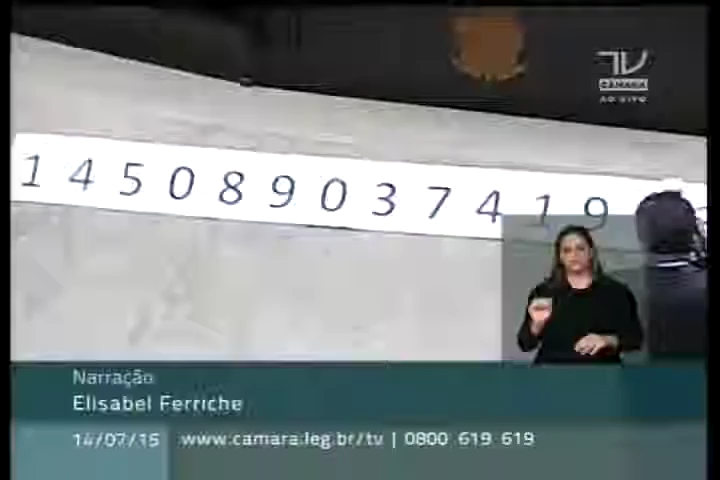 TV
CÂMARA
AO VIVO
1 4 5 0 8 9 0 3 7 4 1 9
Narração
Elisabel Ferriche
14/07/15 www.camara.leg.br/tv | 0800 619 619